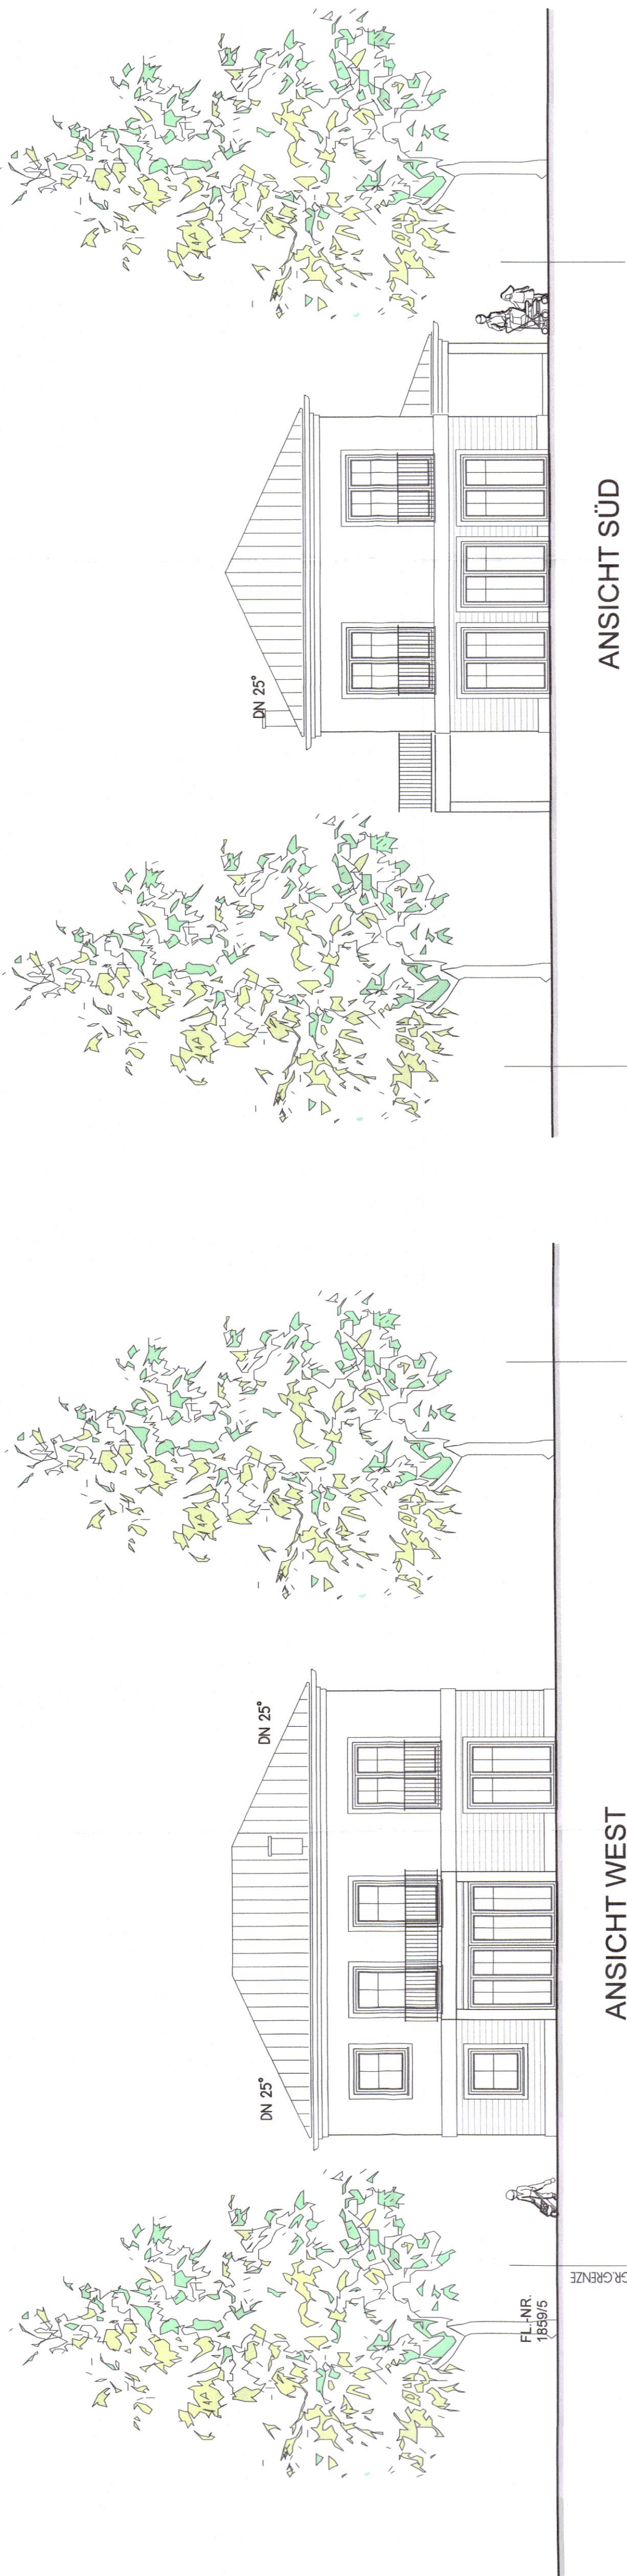 DN 25°
DN 25°
FL.-NR.
1859/5
GR.GRENZE
ANSICHT WEST
DN 25°
ANSICHT SÜD